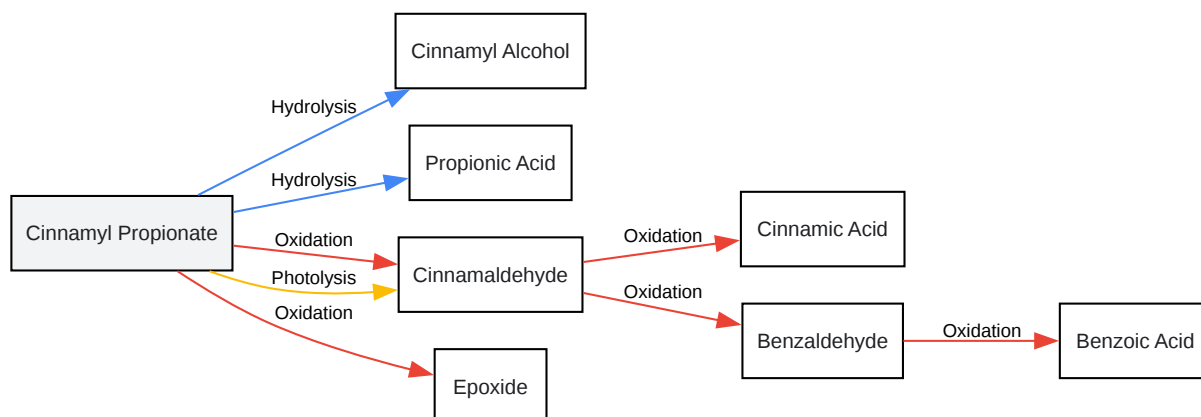 Cinnamyl Alcohol
Hydrolysis
Propionic Acid
Hydrolysis
Cinnamyl Propionate
Oxidation
Cinnamaldehyde
Photolysis
Oxidation
Epoxide
Oxidation
Cinnamic Acid
Oxidation
Benzaldehyde
Oxidation
Benzoic Acid